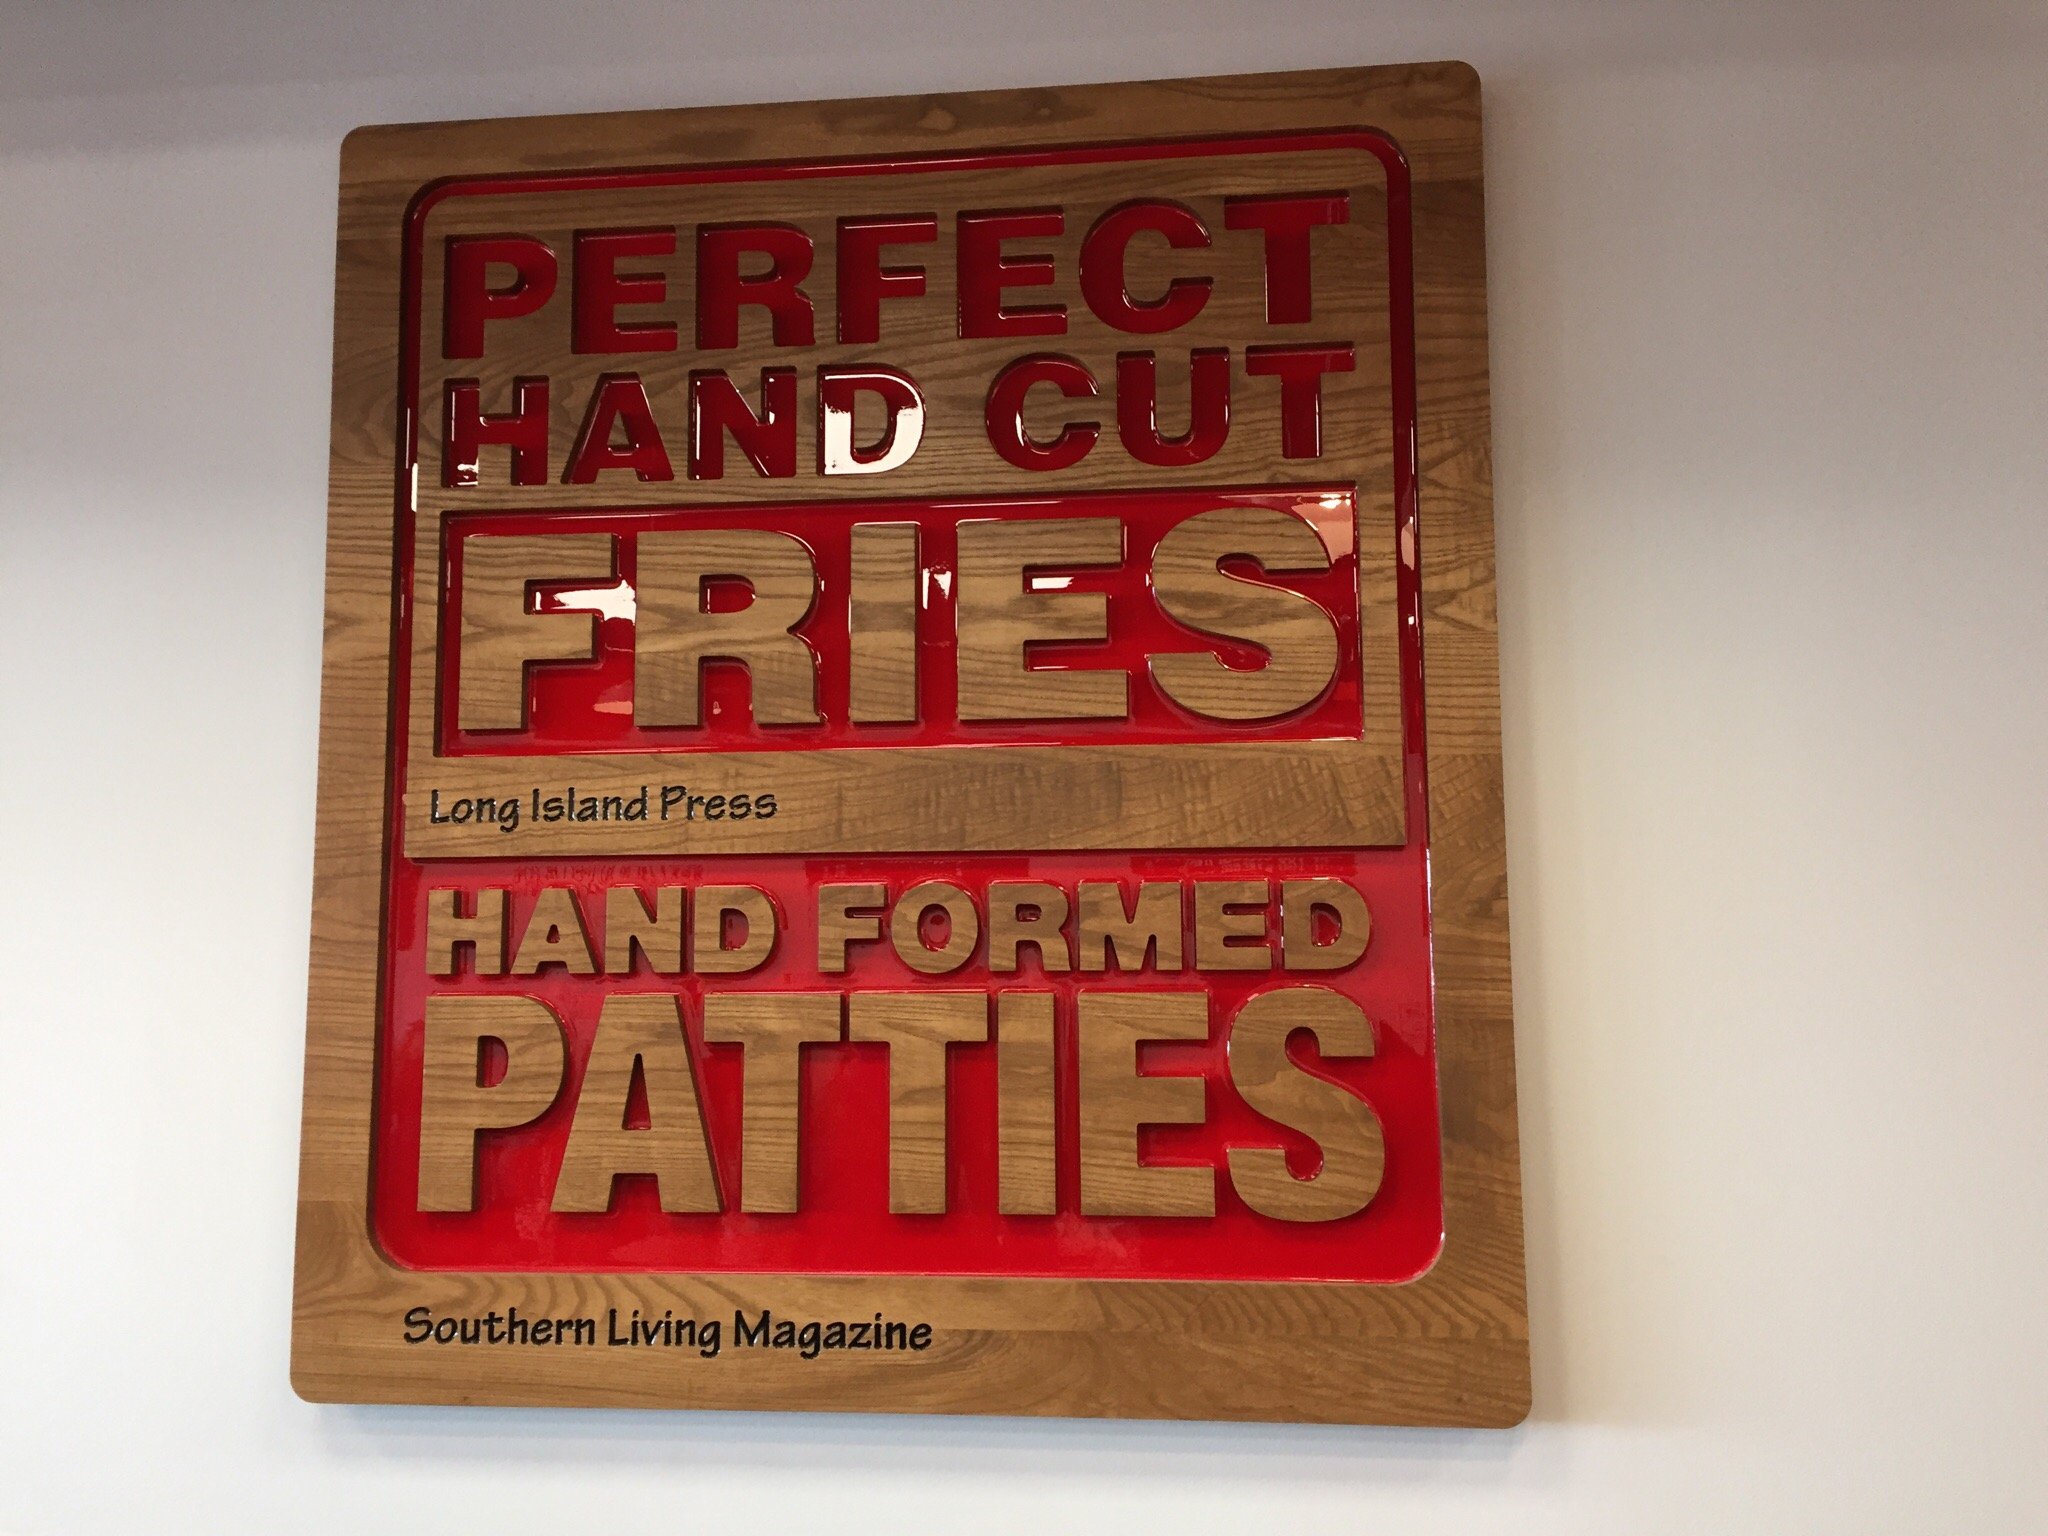 PERFECT
HAND CUT
FRIES
Long Island Press
HAND FORMED
PATTIES
Southern Living Magazine